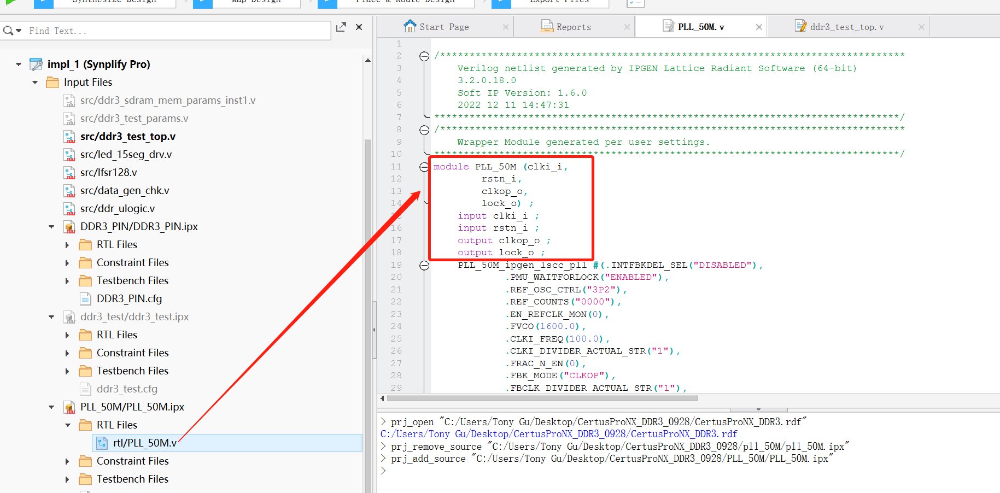 Synthesize Design
Map Design
Place & Route Design
Export Files
Find Text...
impl_1 (Synplify Pro)
Input Files
src/ddr3_sdram_mem_params_inst1.v
src/ddr3_test_params.v
src/ddr3_test_top.v
src/led_15seg_drv.v
src/lfsr128.v
src/data_gen_chk.v
src/ddr_ulogic.v
DDR3_PIN/DDR3_PIN.ipx
RTL Files
Constraint Files
Testbench Files
DDR3_PIN.cfg
ddr3_test/ddr3_test.ipx
RTL Files
Constraint Files
Testbench Files
ddr3_test.cfg
PLL_50M/PLL_50M.ipx
RTL Files
rtl/PLL_50M.v
Constraint Files
Testbench Files
Start Page
Reports
PLL_50M.v
ddr3_test_top.v
1
2 /*******************************************************************************
3 Verilog netlist generated by IPGEN Lattice Radiant Software (64-bit)
4 3.2.0.18.0
5 Soft IP Version: 1.6.0
6 2022 12 11 14:47:31
7 *******************************************************************************/
8 /*******************************************************************************
9 Wrapper Module generated per user settings.
10 *******************************************************************************/
11 module PLL_50M (clki_i,
12 rstn_i,
13 clkop_o,
14 lock_o) ;
15 input clki_i ;
16 input rstn_i ;
17 output clkop_o ;
18 output lock_o ;
19 PLL_50M_ipgen_lscc_pll #(.INTFBKDEL_SEL("DISABLED"),
20 .PMU_WAITFORLOCK("ENABLED"),
21 .REF_OSC_CTRL("3P2"),
22 .REF_COUNTS("0000"),
23 .EN_REFCLK_MON(0),
24 .FVCO(1600.0),
25 .CLKI_FREQ(100.0),
26 .CLKI_DIVIDER_ACTUAL_STR("1"),
27 .FRAC_N_EN(0),
28 .FBK_MODE("CLKOP"),
29 .FBCLK_DIVIDER_ACTUAL_STR("1"),
> prj_open "C:/Users/Tony Gu/Desktop/CertusProNX_DDR3_0928/CertusProNX_DDR3.rdf"
C:/Users/Tony Gu/Desktop/CertusProNX_DDR3_0928/CertusProNX_DDR3.rdf
> prj_remove_source "C:/Users/Tony Gu/Desktop/CertusProNX_DDR3_0928/pll_50M/pll_50M.ipx"
> prj_add_source "C:/Users/Tony Gu/Desktop/CertusProNX_DDR3_0928/PLL_50M/PLL_50M.ipx"
>